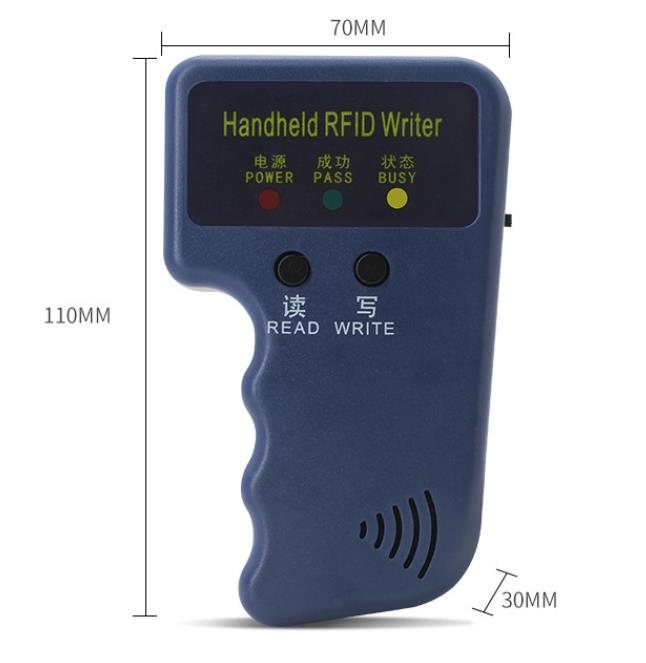 70MM
Handheld RFID Writer
电源 成功 状态
POWER PASS BUSY
110MM
读 写
READ WRITE
30MM